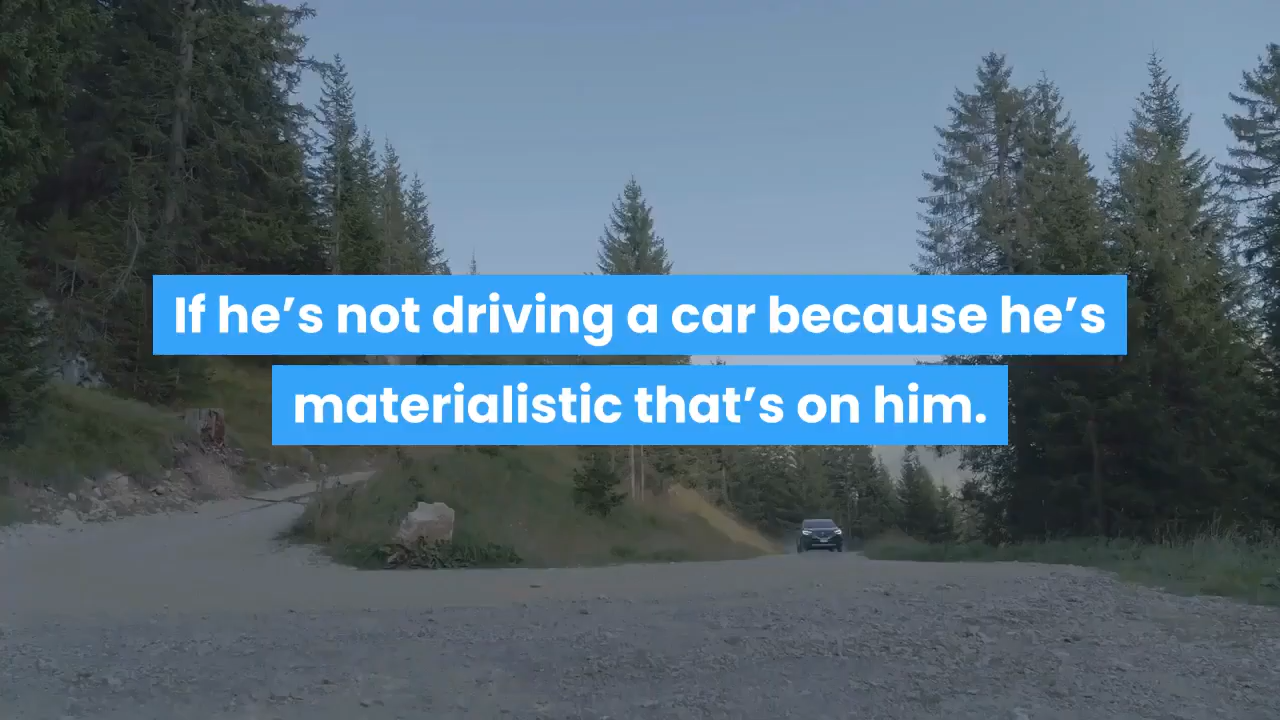 If he’s not driving a car because he’s
materialistic that’s on him.